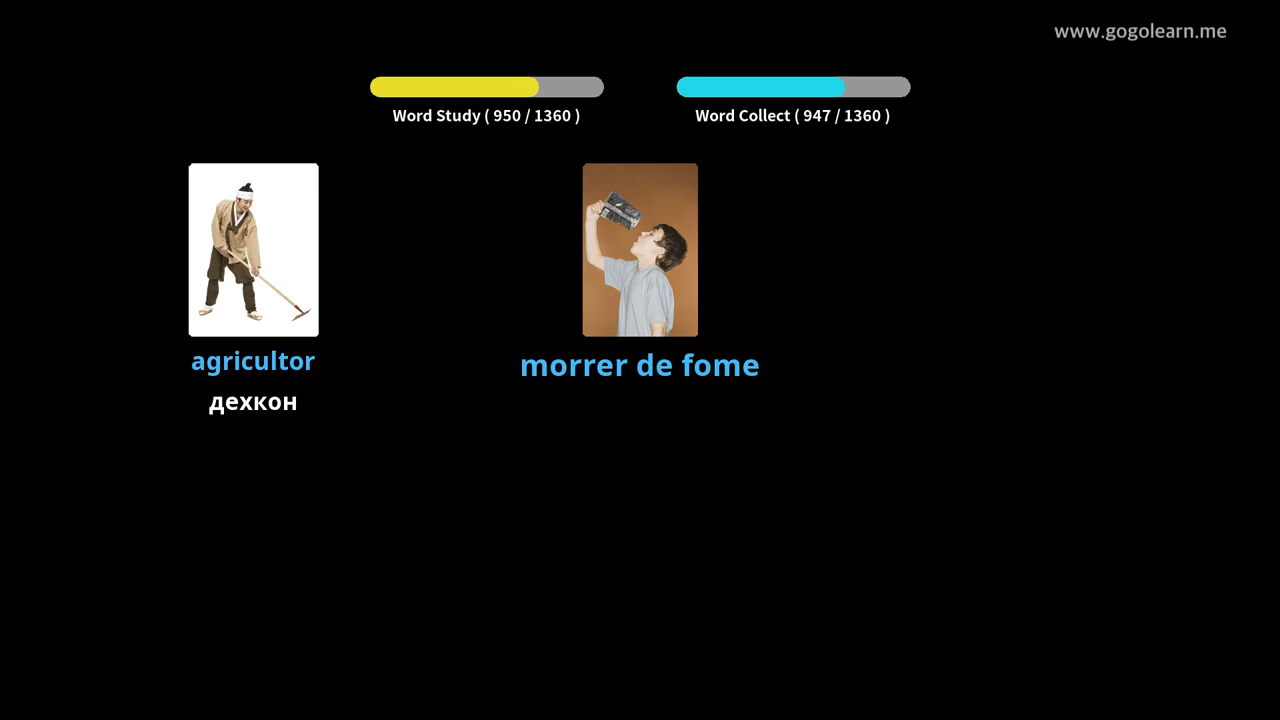 www.gogolearn.me
Word Study ( 950 / 1360 )
Word Collect ( 947 / 1360 )
agricultor
дехкон
morrer de fome